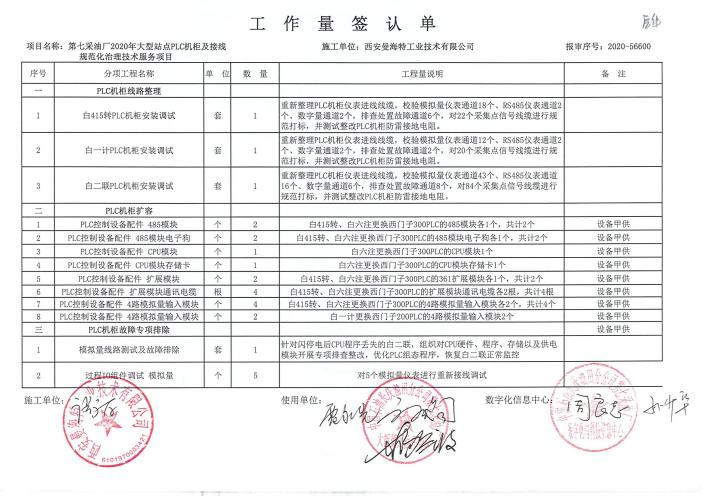 工作量签认单
项目名称：第七采油厂2020年大型站点PLC机柜及接线 施工单位：西安曼海特工业技术有限公司 报审序号：2020-56600
规范化治理技术服务项目
序号 分项工程名称 单 位 数 量 工程量说明 备 注
一 PLC机柜线路整理
1 白415转PLC机柜安装调试 套 1 重新整理PLC机柜仪表进线线缆，校验模拟量仪表通道18个、RS485仪表通道2
个、数字量通道2个，排查处置故障通道6个，对22个采集点信号线缆进行规
范打标，并测试整改PLC机柜防雷接地电阻。
2 白一计PLC机柜安装调试 套 1 重新整理PLC机柜仪表进线线缆，校验模拟量仪表通道12个、RS485仪表通道2
个、数字量通道2个，排查处置故障通道4个，对20个采集点信号线缆进行规
范打标，并测试整改PLC机柜防雷接地电阻。
3 白二联PLC机柜安装调试 套 1 重新整理PLC机柜仪表进线线缆，校验模拟量仪表通道43个、RS485仪表通道
16个、数字量通道6个，排查处置故障通道8个，对84个采集点信号线缆进行
规范打标，并测试整改PLC机柜防雷接地电阻。
二 PLC机柜扩容
1 PLC控制设备配件 485模块 个 2 白415转、白六注更换西门子300PLC的485模块各1个，共计2个 设备甲供
2 PLC控制设备配件 485模块电子狗 个 2 白415转、白六注更换西门子300PLC的485模块电子狗各1个，共计2个 设备甲供
3 PLC控制设备配件 CPU模块 个 1 白六注更换西门子300PLC的CPU模块1个 设备甲供
4 PLC控制设备配件 CPU模块存储卡 个 1 白六注更换西门子300PLC的CPU模块存储卡1个 设备甲供
5 PLC控制设备配件 扩展模块 个 2 白415转、白六注更换西门子300PLC的361扩展模块各1个，共计2个 设备甲供
6 PLC控制设备配件 扩展模块通讯电缆 根 4 白415转、白六注更换西门子300PLC的扩展模块通讯电缆各2根，共计4根 设备甲供
7 PLC控制设备配件 4路模拟量输入模块 个 4 白415转、白六注更换西门子300PLC的4路模拟量输入模块各2个，共计4个 设备甲供
8 PLC控制设备配件 4路模拟量输入模块 个 2 白一计更换西门子200PLC的4路模拟量输入模块2个 设备甲供
三 PLC机柜故障专项排除 设备甲供
1 模拟量线路测试及故障排除 套 1 针对闪停电后CPU程序丢失的白二联，组织对CPU硬件、程序、存储以及供电
模块开展专项排查整改，优化PLC组态程序，恢复白二联正常监控
2 过程IO组件调试 模拟量 个 5 对5个模拟量仪表进行重新接线调试
施工单位： 使用单位： 数字化信息中心：